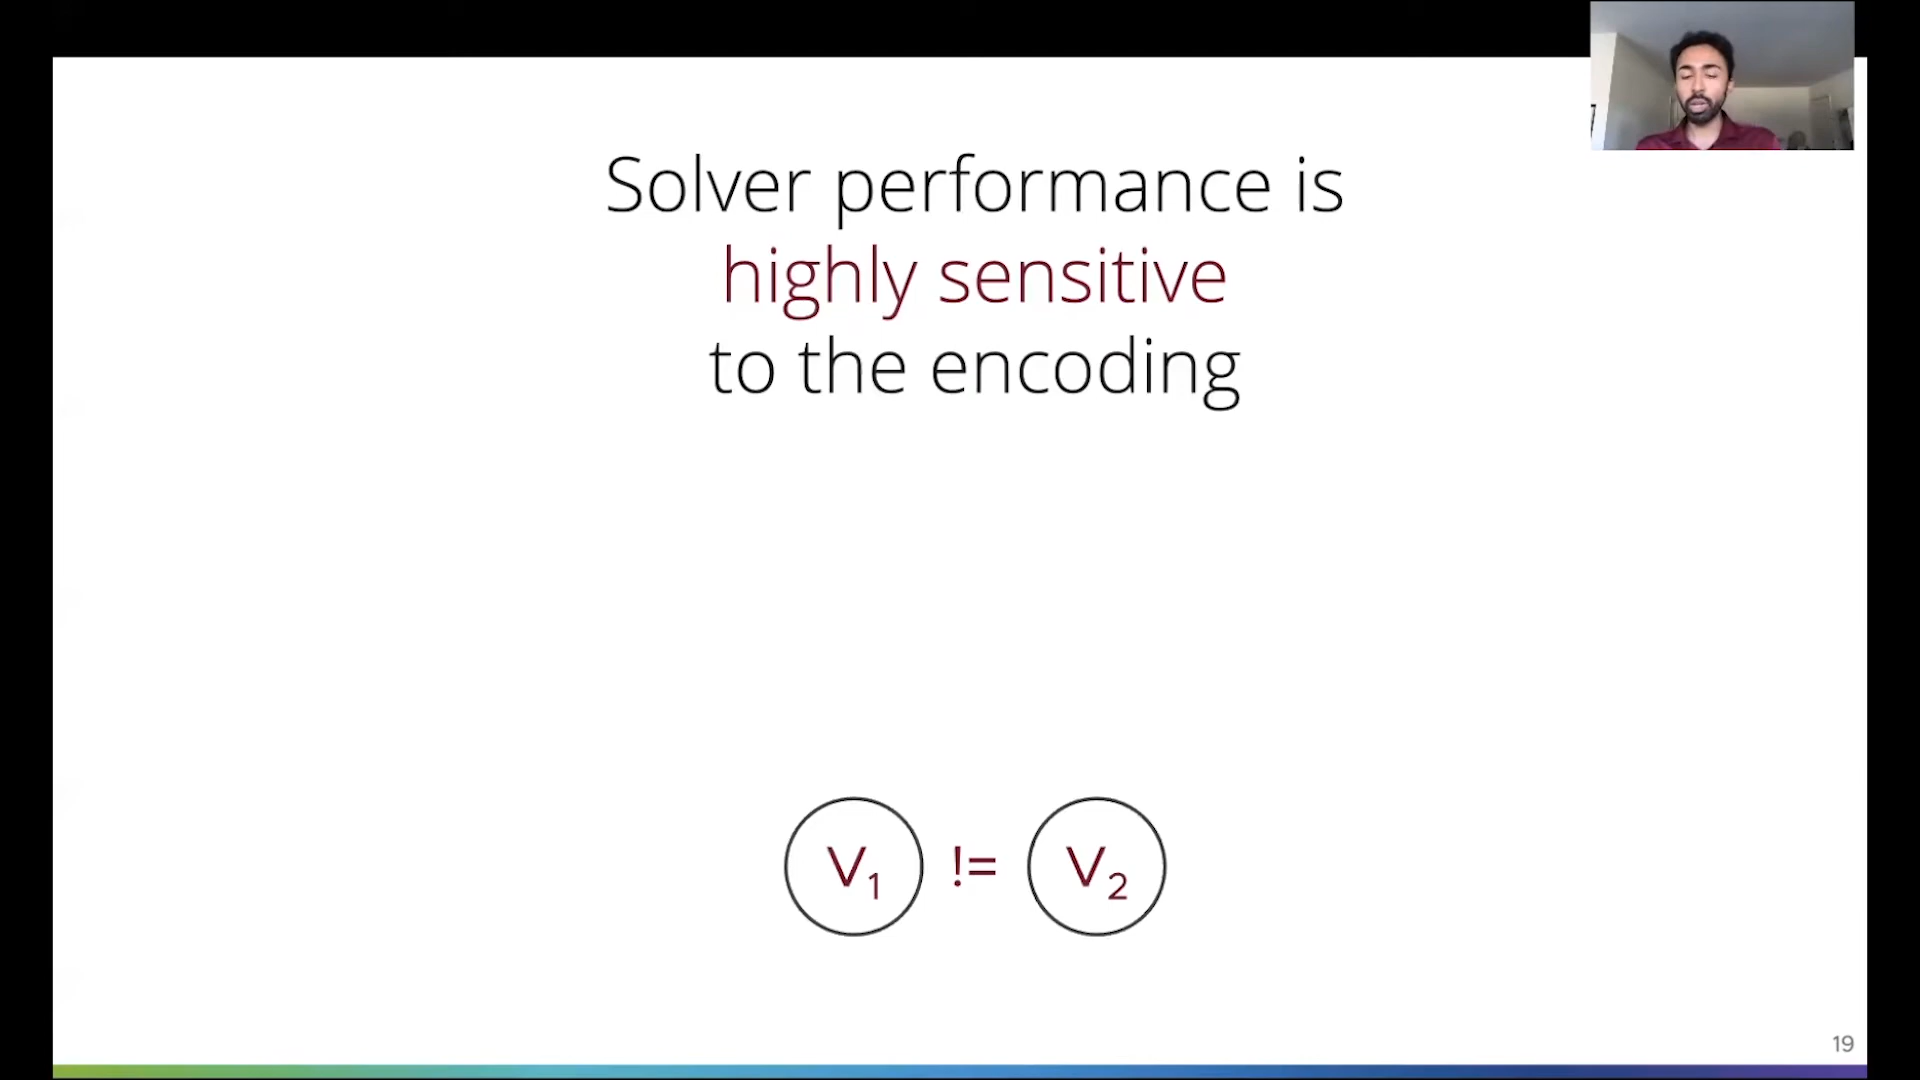 Solver performance is
highly sensitive
to the encoding
V₁ != V₂
19